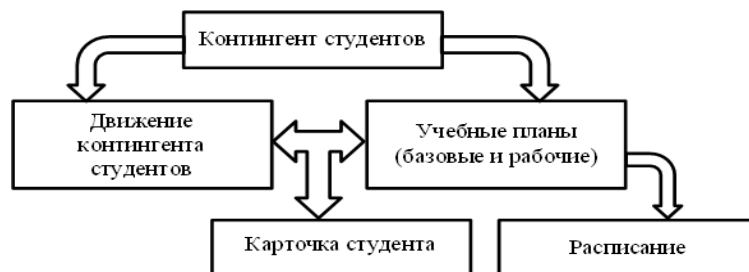 Контингент студентов
Движение
контингента
студентов
Учебные планы
(базовые и рабочие)
Карточка студента
Расписание